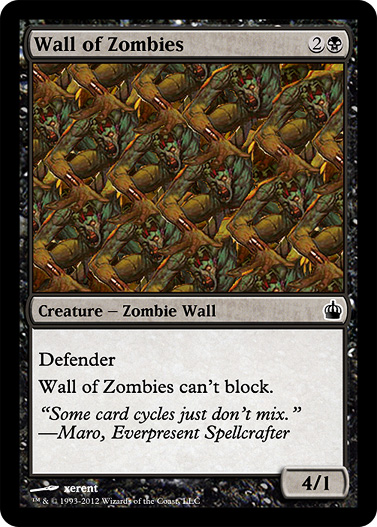 Wall of Zombies 2
Creature – Zombie Wall
Defender
Wall of Zombies can't block.
“Some card cycles just don't mix.”
—Maro, Everpresent Spellcrafter
4/1
xerent
™ & © 1993-2012 Wizards of the Coast, LLC